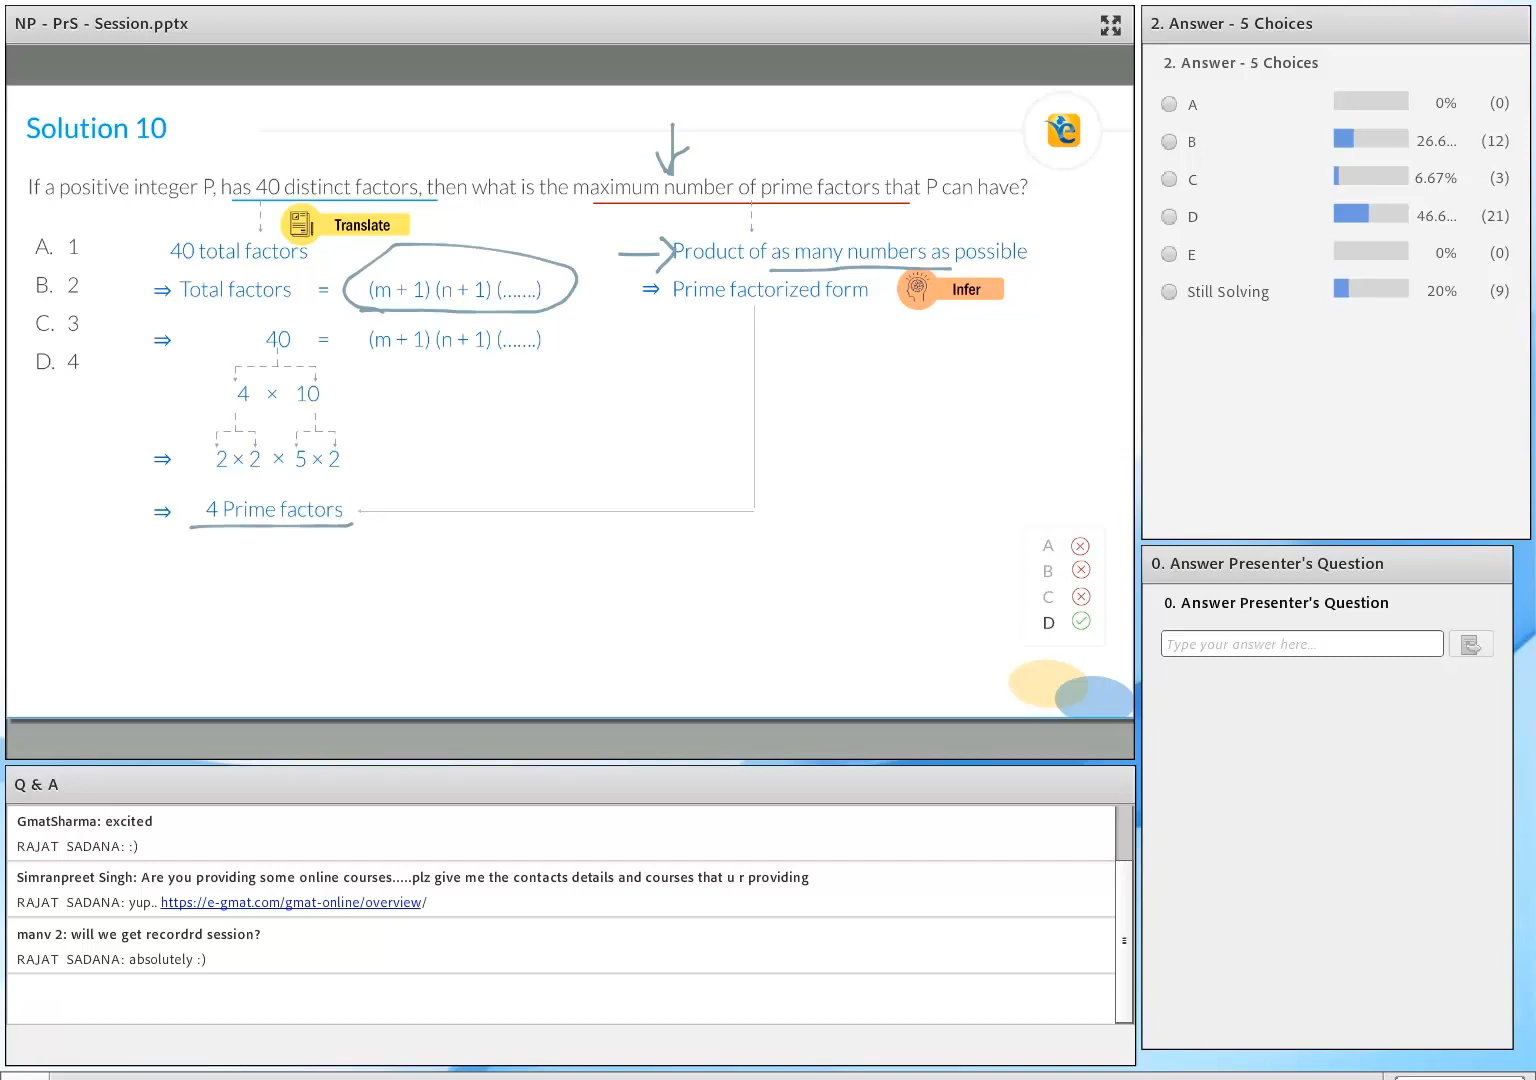 NP - PrS - Session.pptx
Solution 10
If a positive integer P, has 40 distinct factors, then what is the maximum number of prime factors that P can have?
Translate
A. 1
40 total factors
Product of as many numbers as possible
B. 2
⇒ Total factors = (m + 1) (n + 1) (.......)
⇒ Prime factorized form
Infer
C. 3
⇒ 40 = (m + 1) (n + 1) (.......)
D. 4
4 × 10
⇒ 2 × 2 × 5 × 2
⇒ 4 Prime factors
A
B
C
D
Q & A
GmatSharma: excited
RAJAT SADANA: :)
Simranpreet Singh: Are you providing some online courses.....plz give me the contacts details and courses that u r providing
RAJAT SADANA: yup.. https://e-gmat.com/gmat-online/overview/
manv 2: will we get recordrd session?
RAJAT SADANA: absolutely :)
2. Answer - 5 Choices
2. Answer - 5 Choices
A 0% (0)
B 26.6... (12)
C 6.67% (3)
D 46.6... (21)
E 0% (0)
Still Solving 20% (9)
0. Answer Presenter's Question
0. Answer Presenter's Question
Type your answer here...